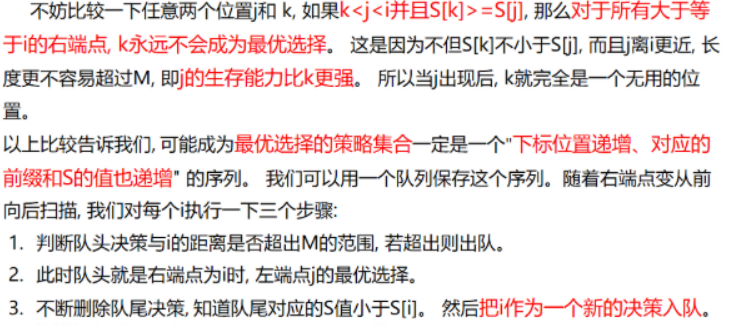 不妨比较一下任意两个位置j和 k, 如果k<j<i并且S[k]>=S[j], 那么对于所有大于等
于i的右端点, k永远不会成为最优选择。 这是因为不但S[k]不小于S[j], 而且j离i更近, 长
度更不容易超过M, 即j的生存能力比k更强。 所以当j出现后, k就完全是一个无用的位
置。
以上比较告诉我们, 可能成为最优选择的策略集合一定是一个"下标位置递增、对应的
前缀和S的值也递增" 的序列。 我们可以用一个队列保存这个序列。随着右端点变从前
向后扫描, 我们对每个i执行一下三个步骤:
1. 判断队头决策与i的距离是否超出M的范围, 若超出则出队。
2. 此时队头就是右端点为i时, 左端点j的最优选择。
3. 不断删除队尾决策, 知道队尾对应的S值小于S[i]。 然后把i作为一个新的决策入队。